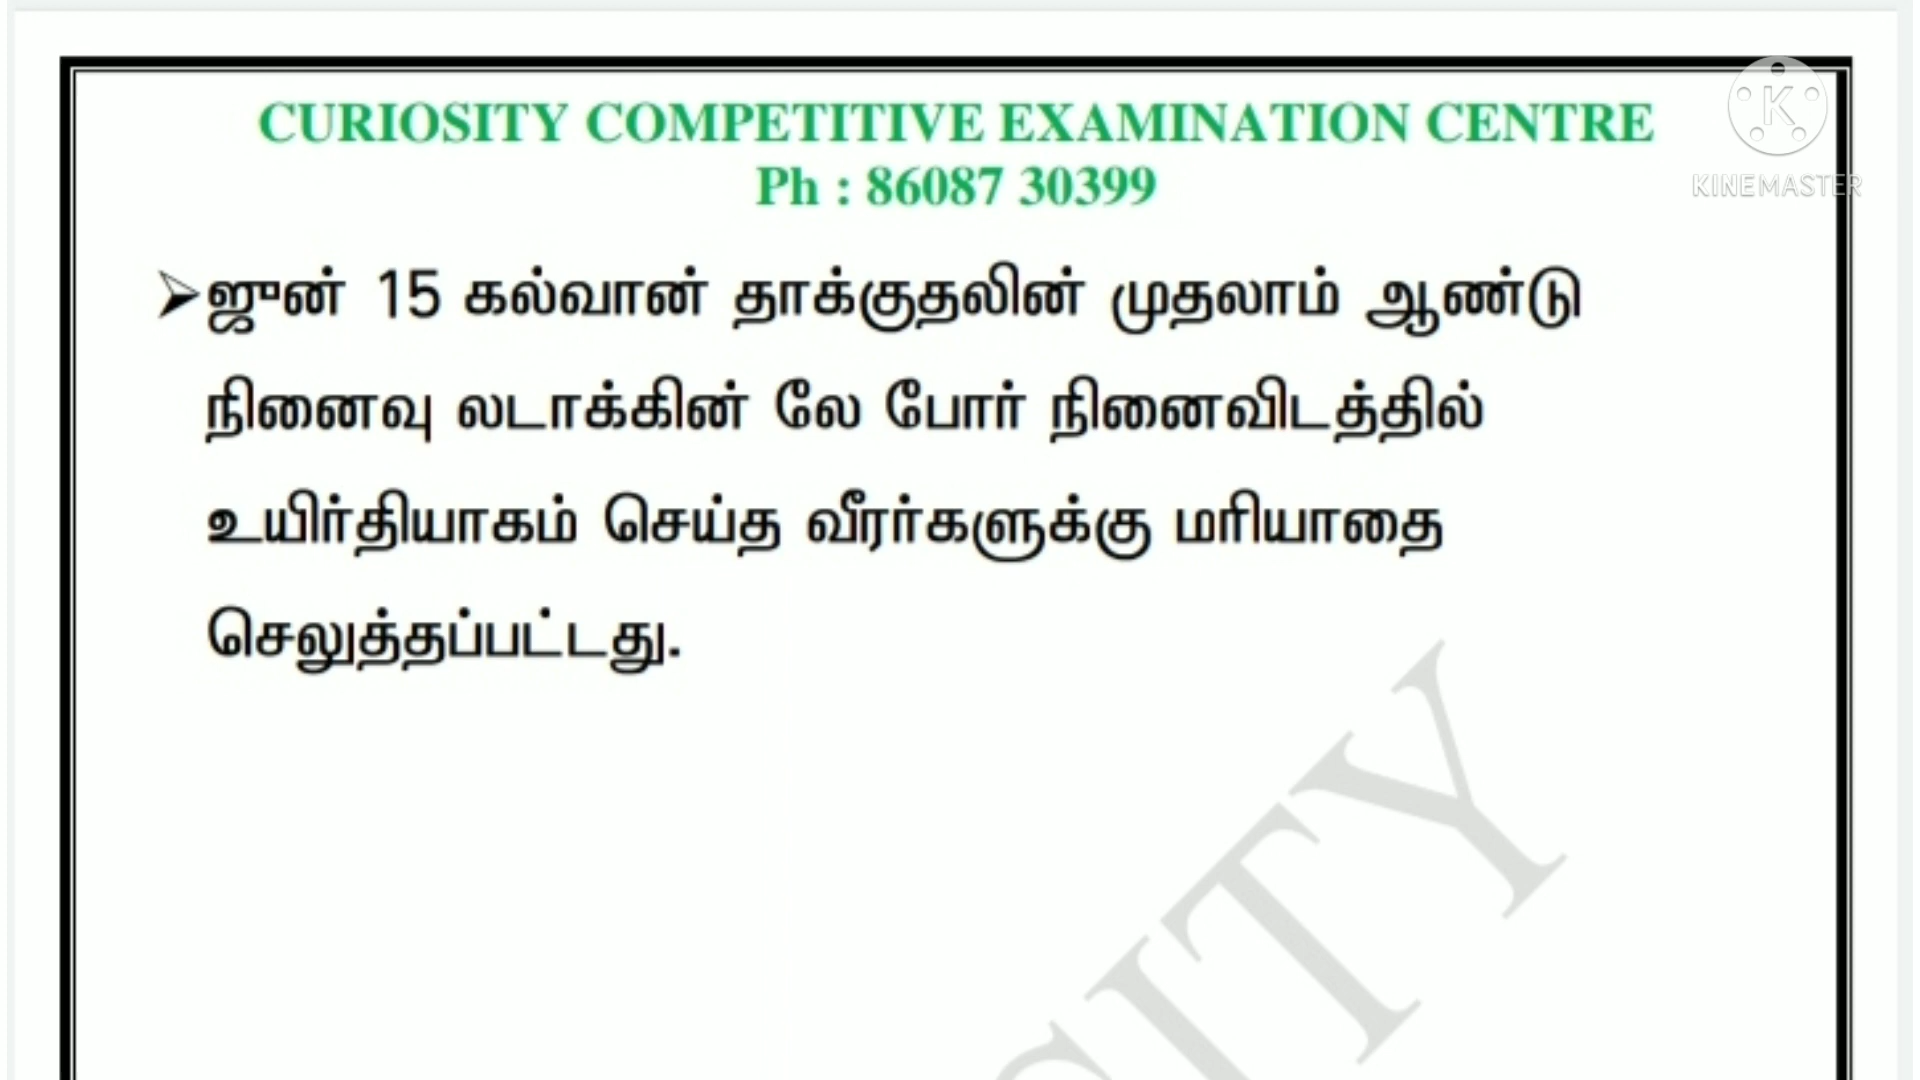 CURIOSITY COMPETITIVE EXAMINATION CENTRE
Ph : 86087 30399
K
KINEMASTER
➢ஜுன் 15 கல்வான் தாக்குதலின் முதலாம் ஆண்டு
நினைவு லடாக்கின் லே போர் நினைவிடத்தில்
உயிர்தியாகம் செய்த வீரர்களுக்கு மரியாதை
செலுத்தப்பட்டது.
SITY